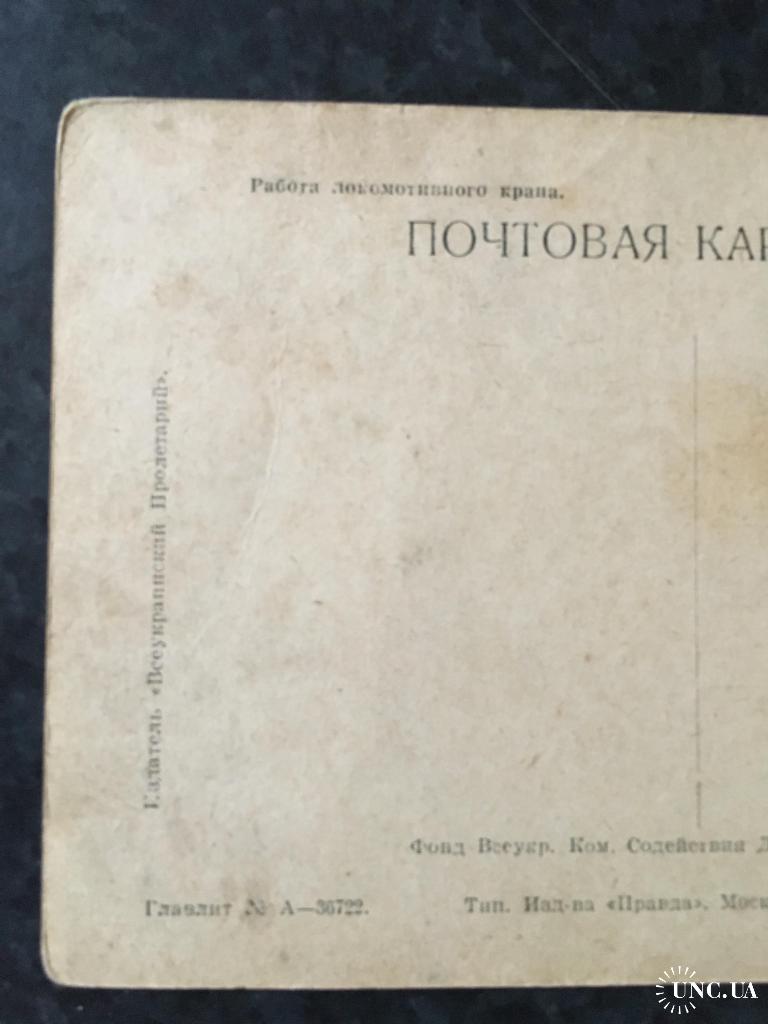 Работа локомотивного крана.
ПОЧТОВАЯ КАР
Издатель «Всеукраинский Пролетарий».
Фонд Всеукр. Ком. Содействия Д
Главлит № А—36722.
Тип. Изд-ва «Правда». Моск
UNC.UA